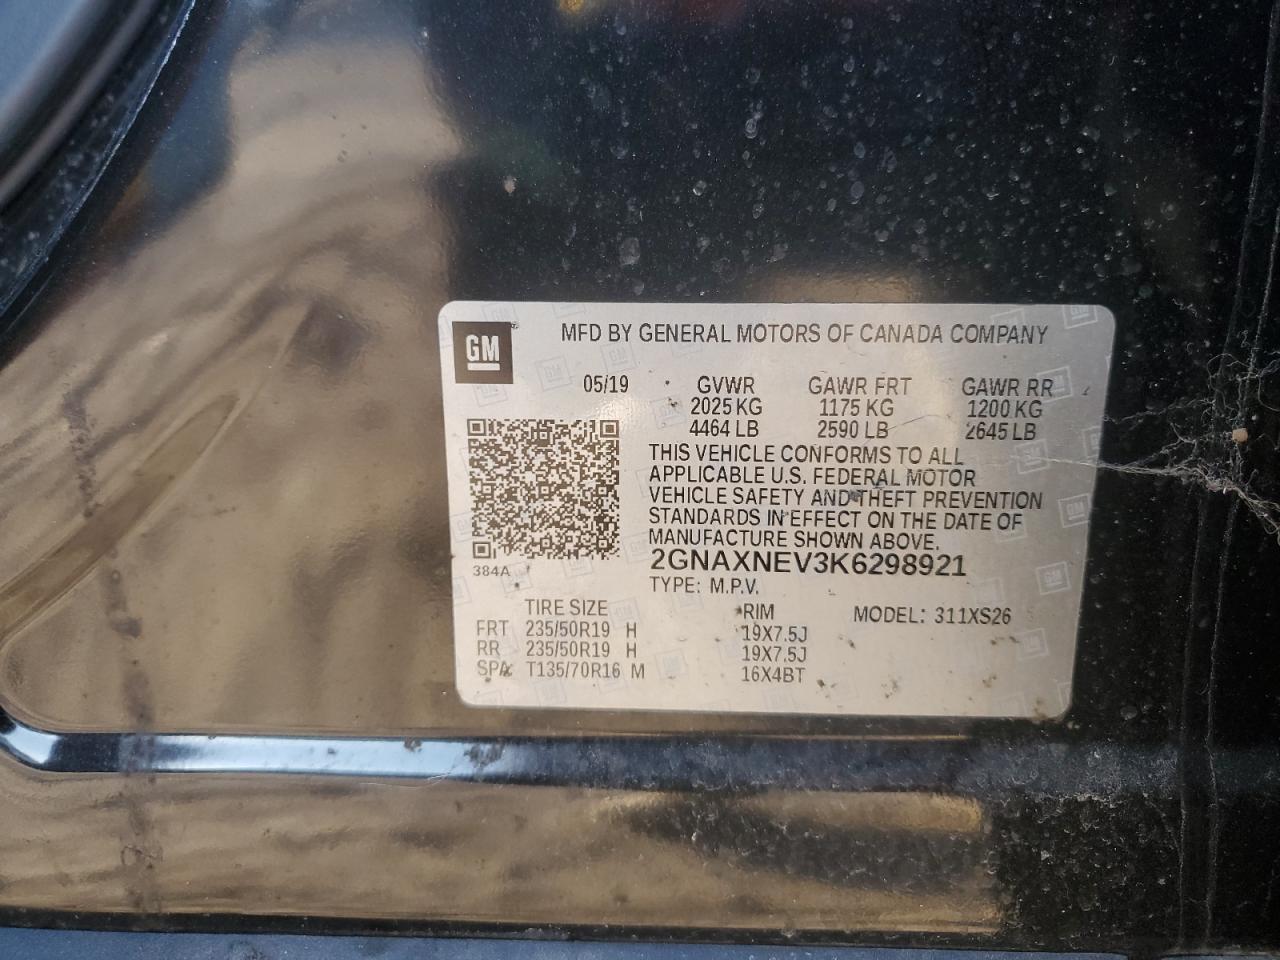 GM
MFD BY GENERAL MOTORS OF CANADA COMPANY
05/19 GVWR GAWR FRT GAWR RR
2025 KG 1175 KG 1200 KG
4464 LB 2590 LB 2645 LB
THIS VEHICLE CONFORMS TO ALL
APPLICABLE U.S. FEDERAL MOTOR
VEHICLE SAFETY AND THEFT PREVENTION
STANDARDS IN EFFECT ON THE DATE OF
MANUFACTURE SHOWN ABOVE.
2GNAXNEV3K6298921
384A
TYPE: M.P.V.
TIRE SIZE RIM MODEL: 311XS26
FRT 235/50R19 H 19X7.5J
RR 235/50R19 H 19X7.5J
SPA T135/70R16 M 16X4BT